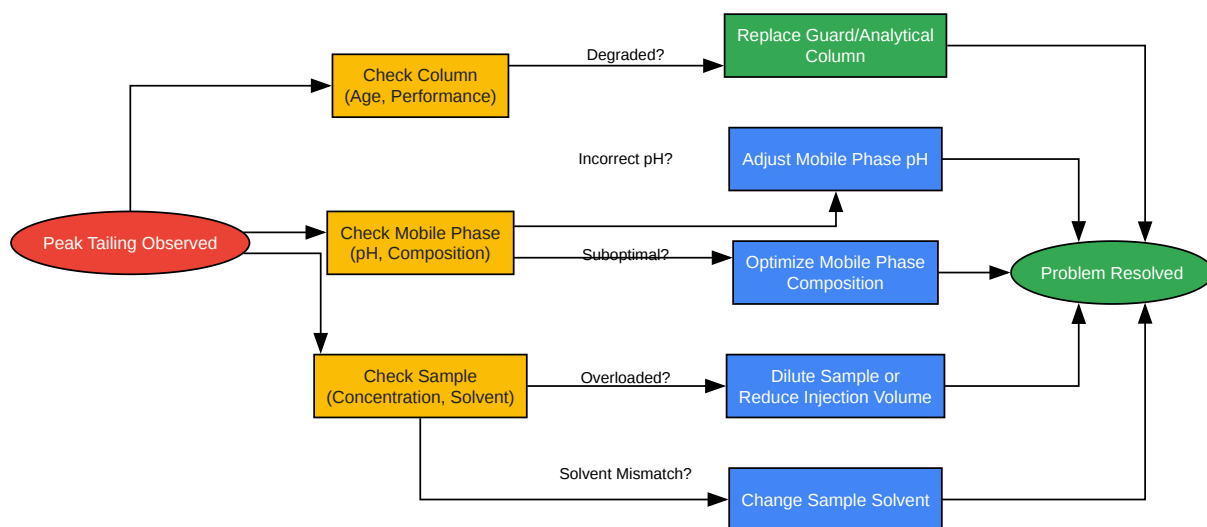 Replace Guard/Analytical
Column
Degraded?
Check Column
(Age, Performance)
Incorrect pH?
Adjust Mobile Phase pH
Peak Tailing Observed
Check Mobile Phase
(pH, Composition)
Suboptimal?
Optimize Mobile Phase
Composition
Problem Resolved
Check Sample
(Concentration, Solvent)
Overloaded?
Dilute Sample or
Reduce Injection Volume
Solvent Mismatch?
Change Sample Solvent